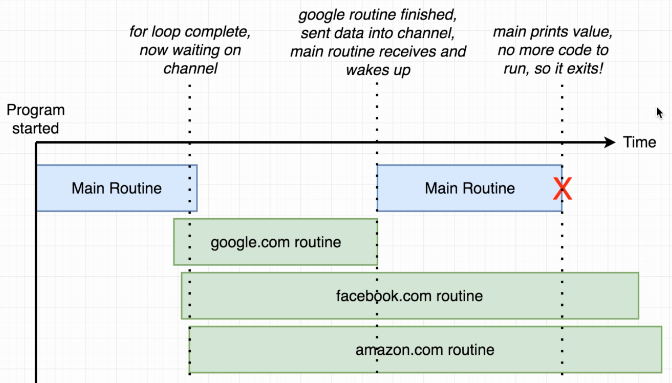 for loop complete,
now waiting on
channel
google routine finished,
sent data into channel,
main routine receives and
wakes up
main prints value,
no more code to
run, so it exits!
Program
started
Time
Main Routine
Main Routine
X
google.com routine
facebook.com routine
amazon.com routine